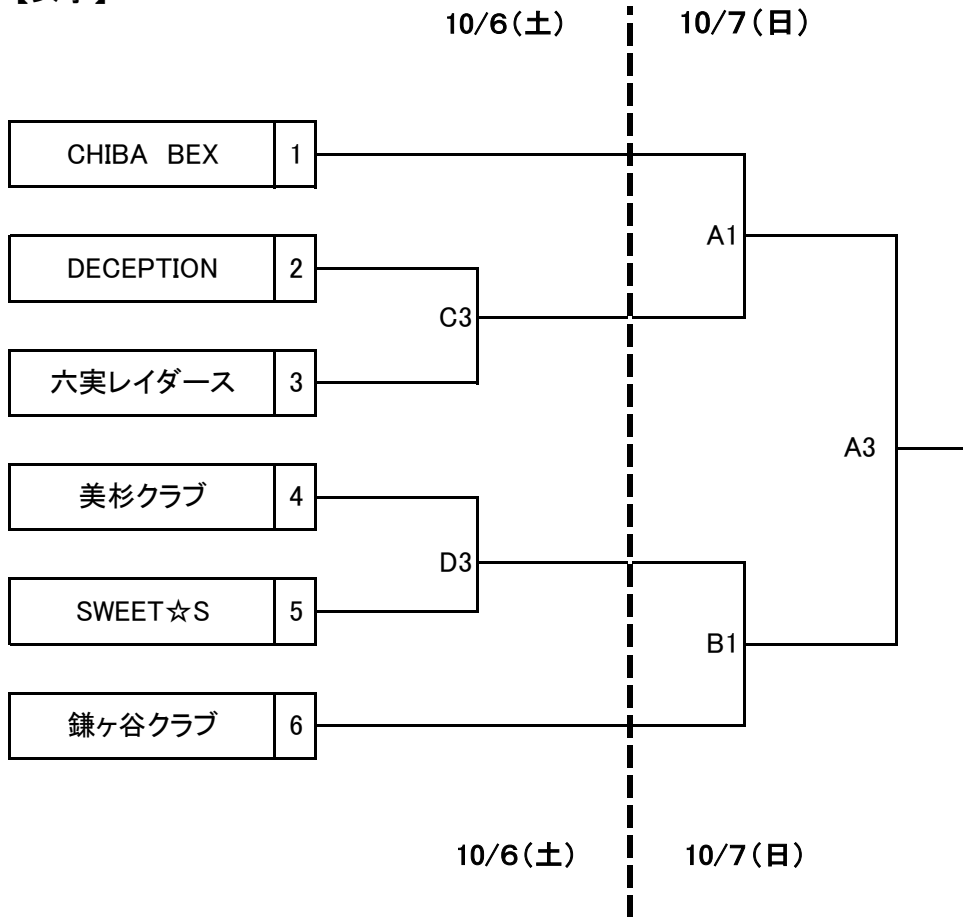 10/6(土) 10/7(日)
CHIBA　BEX 1
A1
DECEPTION 2
C3
六実レイダース 3
A3
美杉クラブ 4
D3
SWEET☆S 5
B1
鎌ヶ谷クラブ 6
10/6(土) 10/7(日)